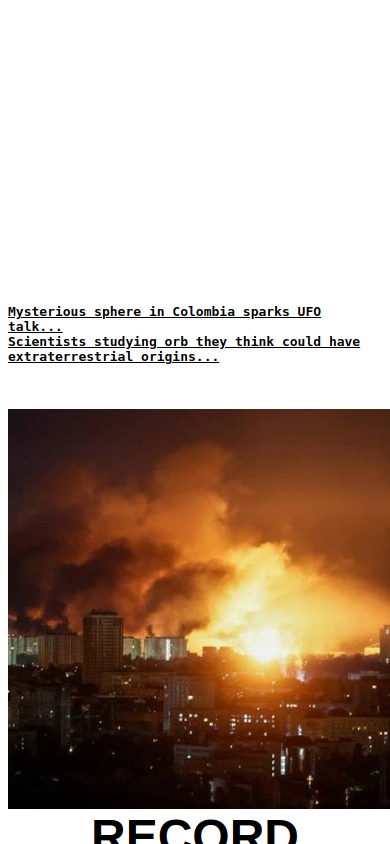 Mysterious sphere in Colombia sparks UFO
talk...
Scientists studying orb they think could have
extraterrestrial origins...
RECORD